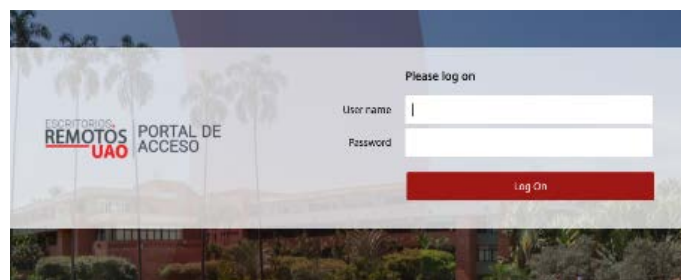 ESCRITORIOS
REMOTOS
UAO
PORTAL DE
ACCESO
Please log on
User name
Password
Log On